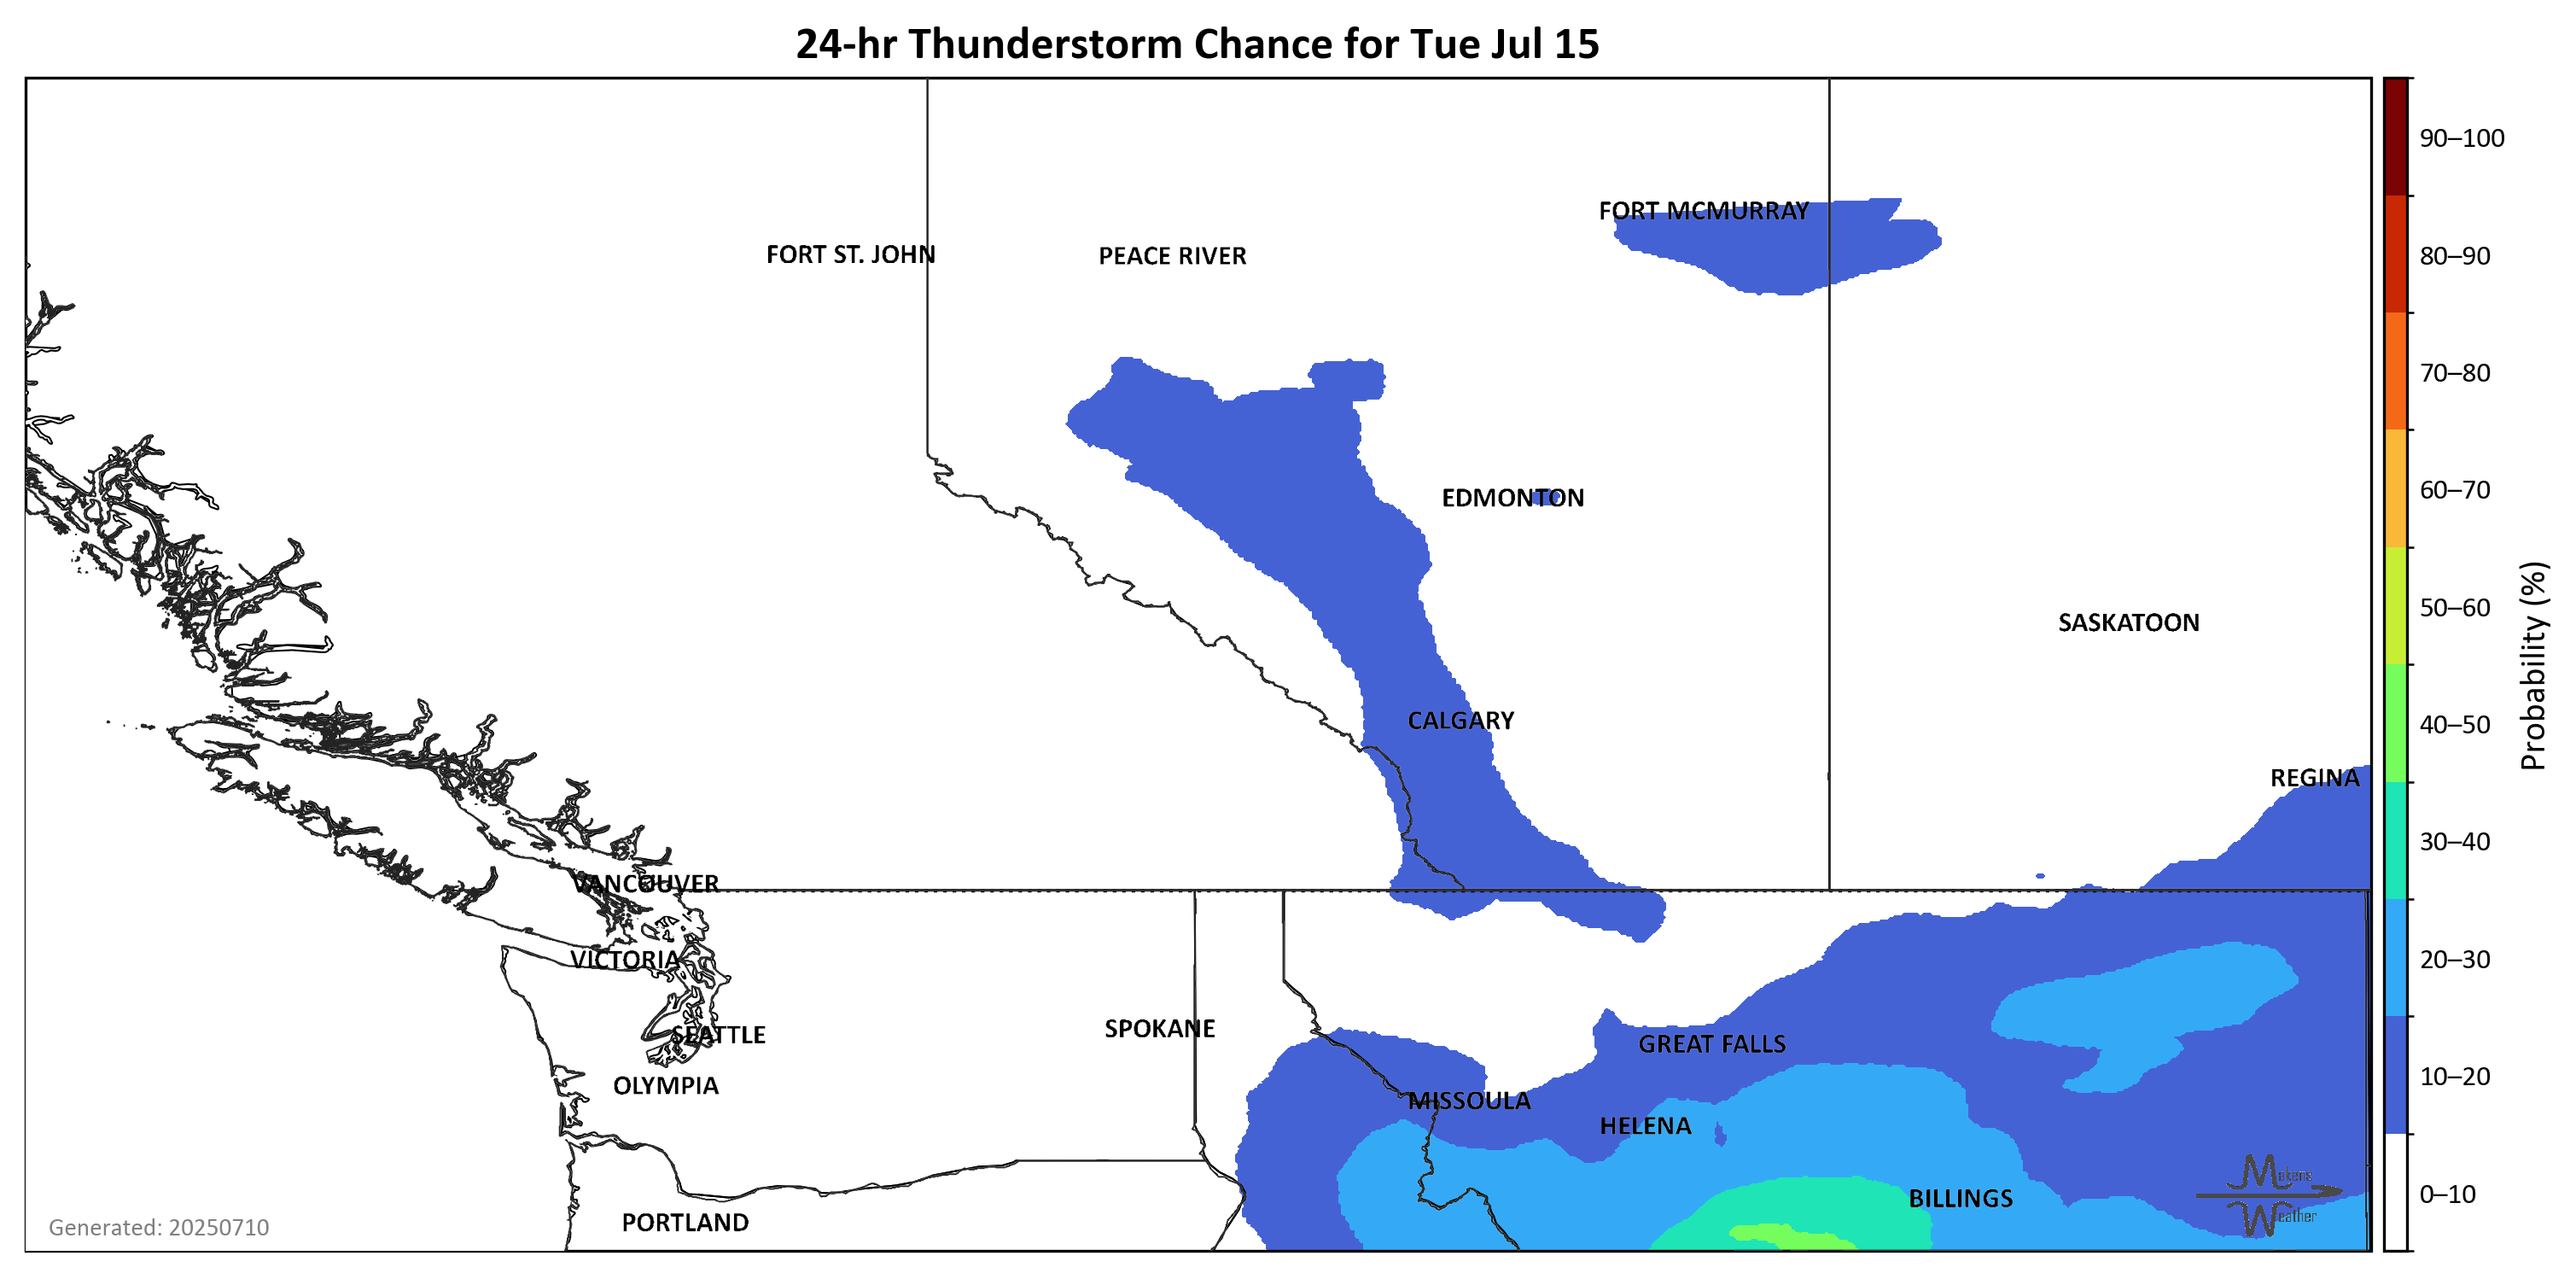 24-hr Thunderstorm Chance for Tue Jul 15
90–100
FORT MCMURRAY
FORT ST. JOHN
PEACE RIVER
80–90
70–80
EDMONTON
60–70
SASKATOON
50–60
CALGARY
40–50
Probability (%)
REGINA
30–40
VANCOUVER
VICTORIA
20–30
SPOKANE
SEATTLE
GREAT FALLS
OLYMPIA
10–20
MISSOULA
HELENA
Mekens
Weather
BILLINGS
0–10
PORTLAND
Generated: 20250710